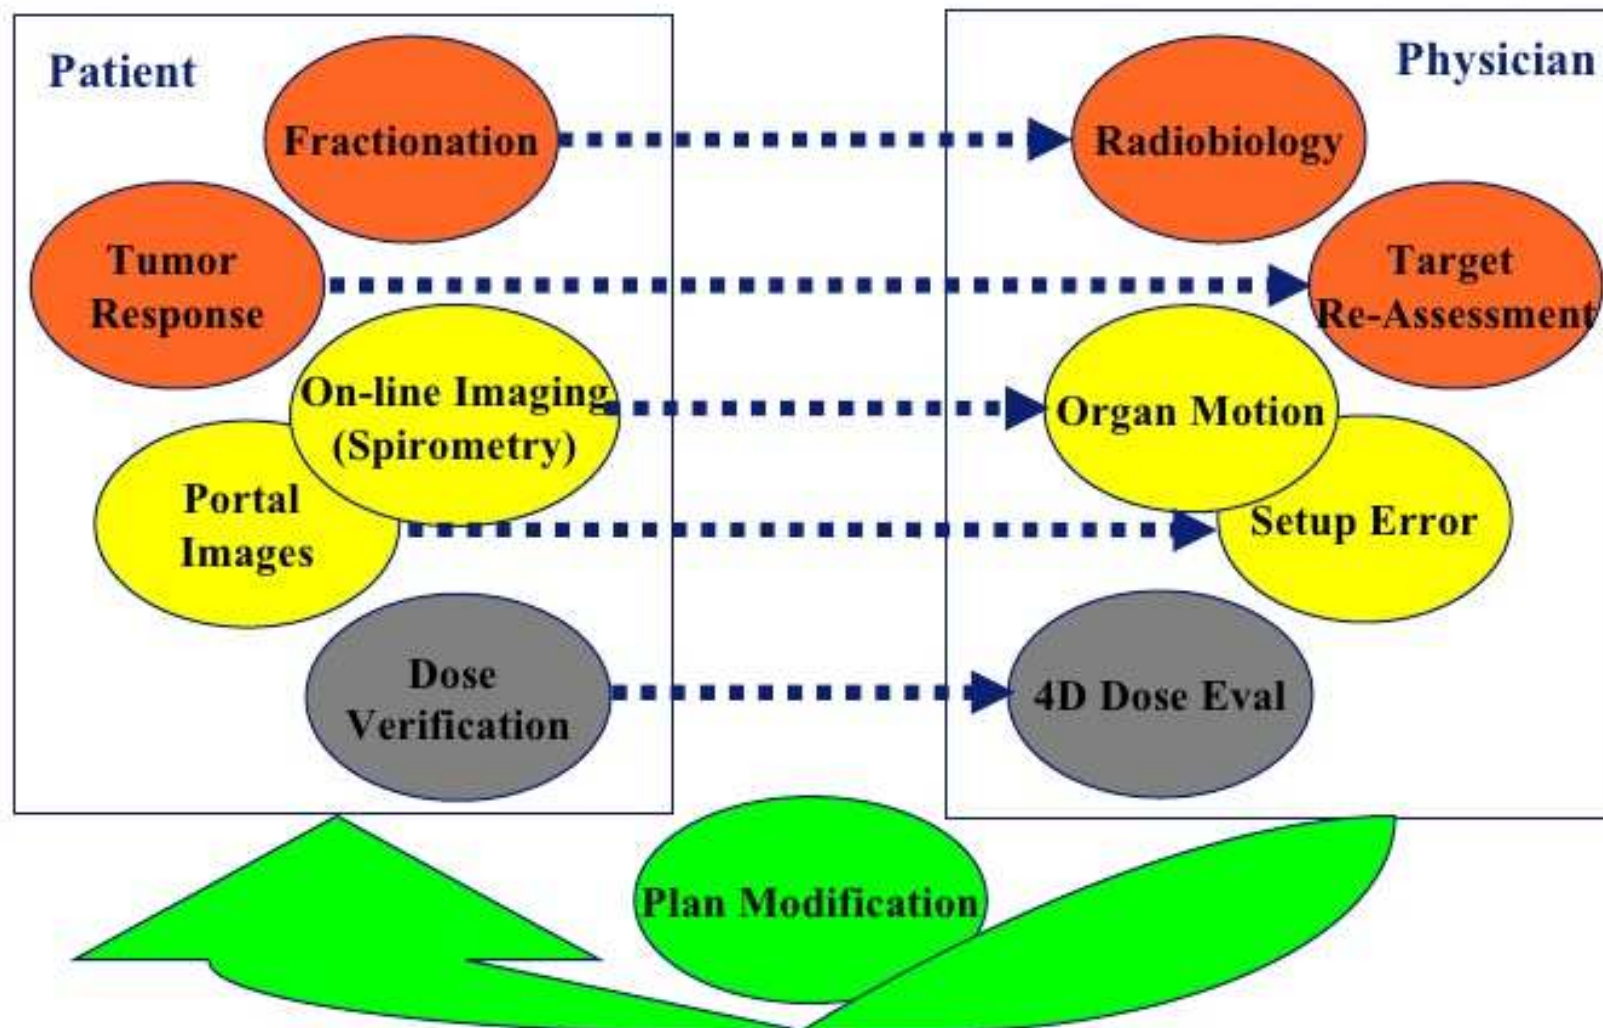 Patient
Fractionation
Tumor
Response
On-line Imaging
(Spirometry)
Portal
Images
Dose
Verification
Physician
Radiobiology
Target
Re-Assessment
Organ Motion
Setup Error
4D Dose Eval
Plan Modification